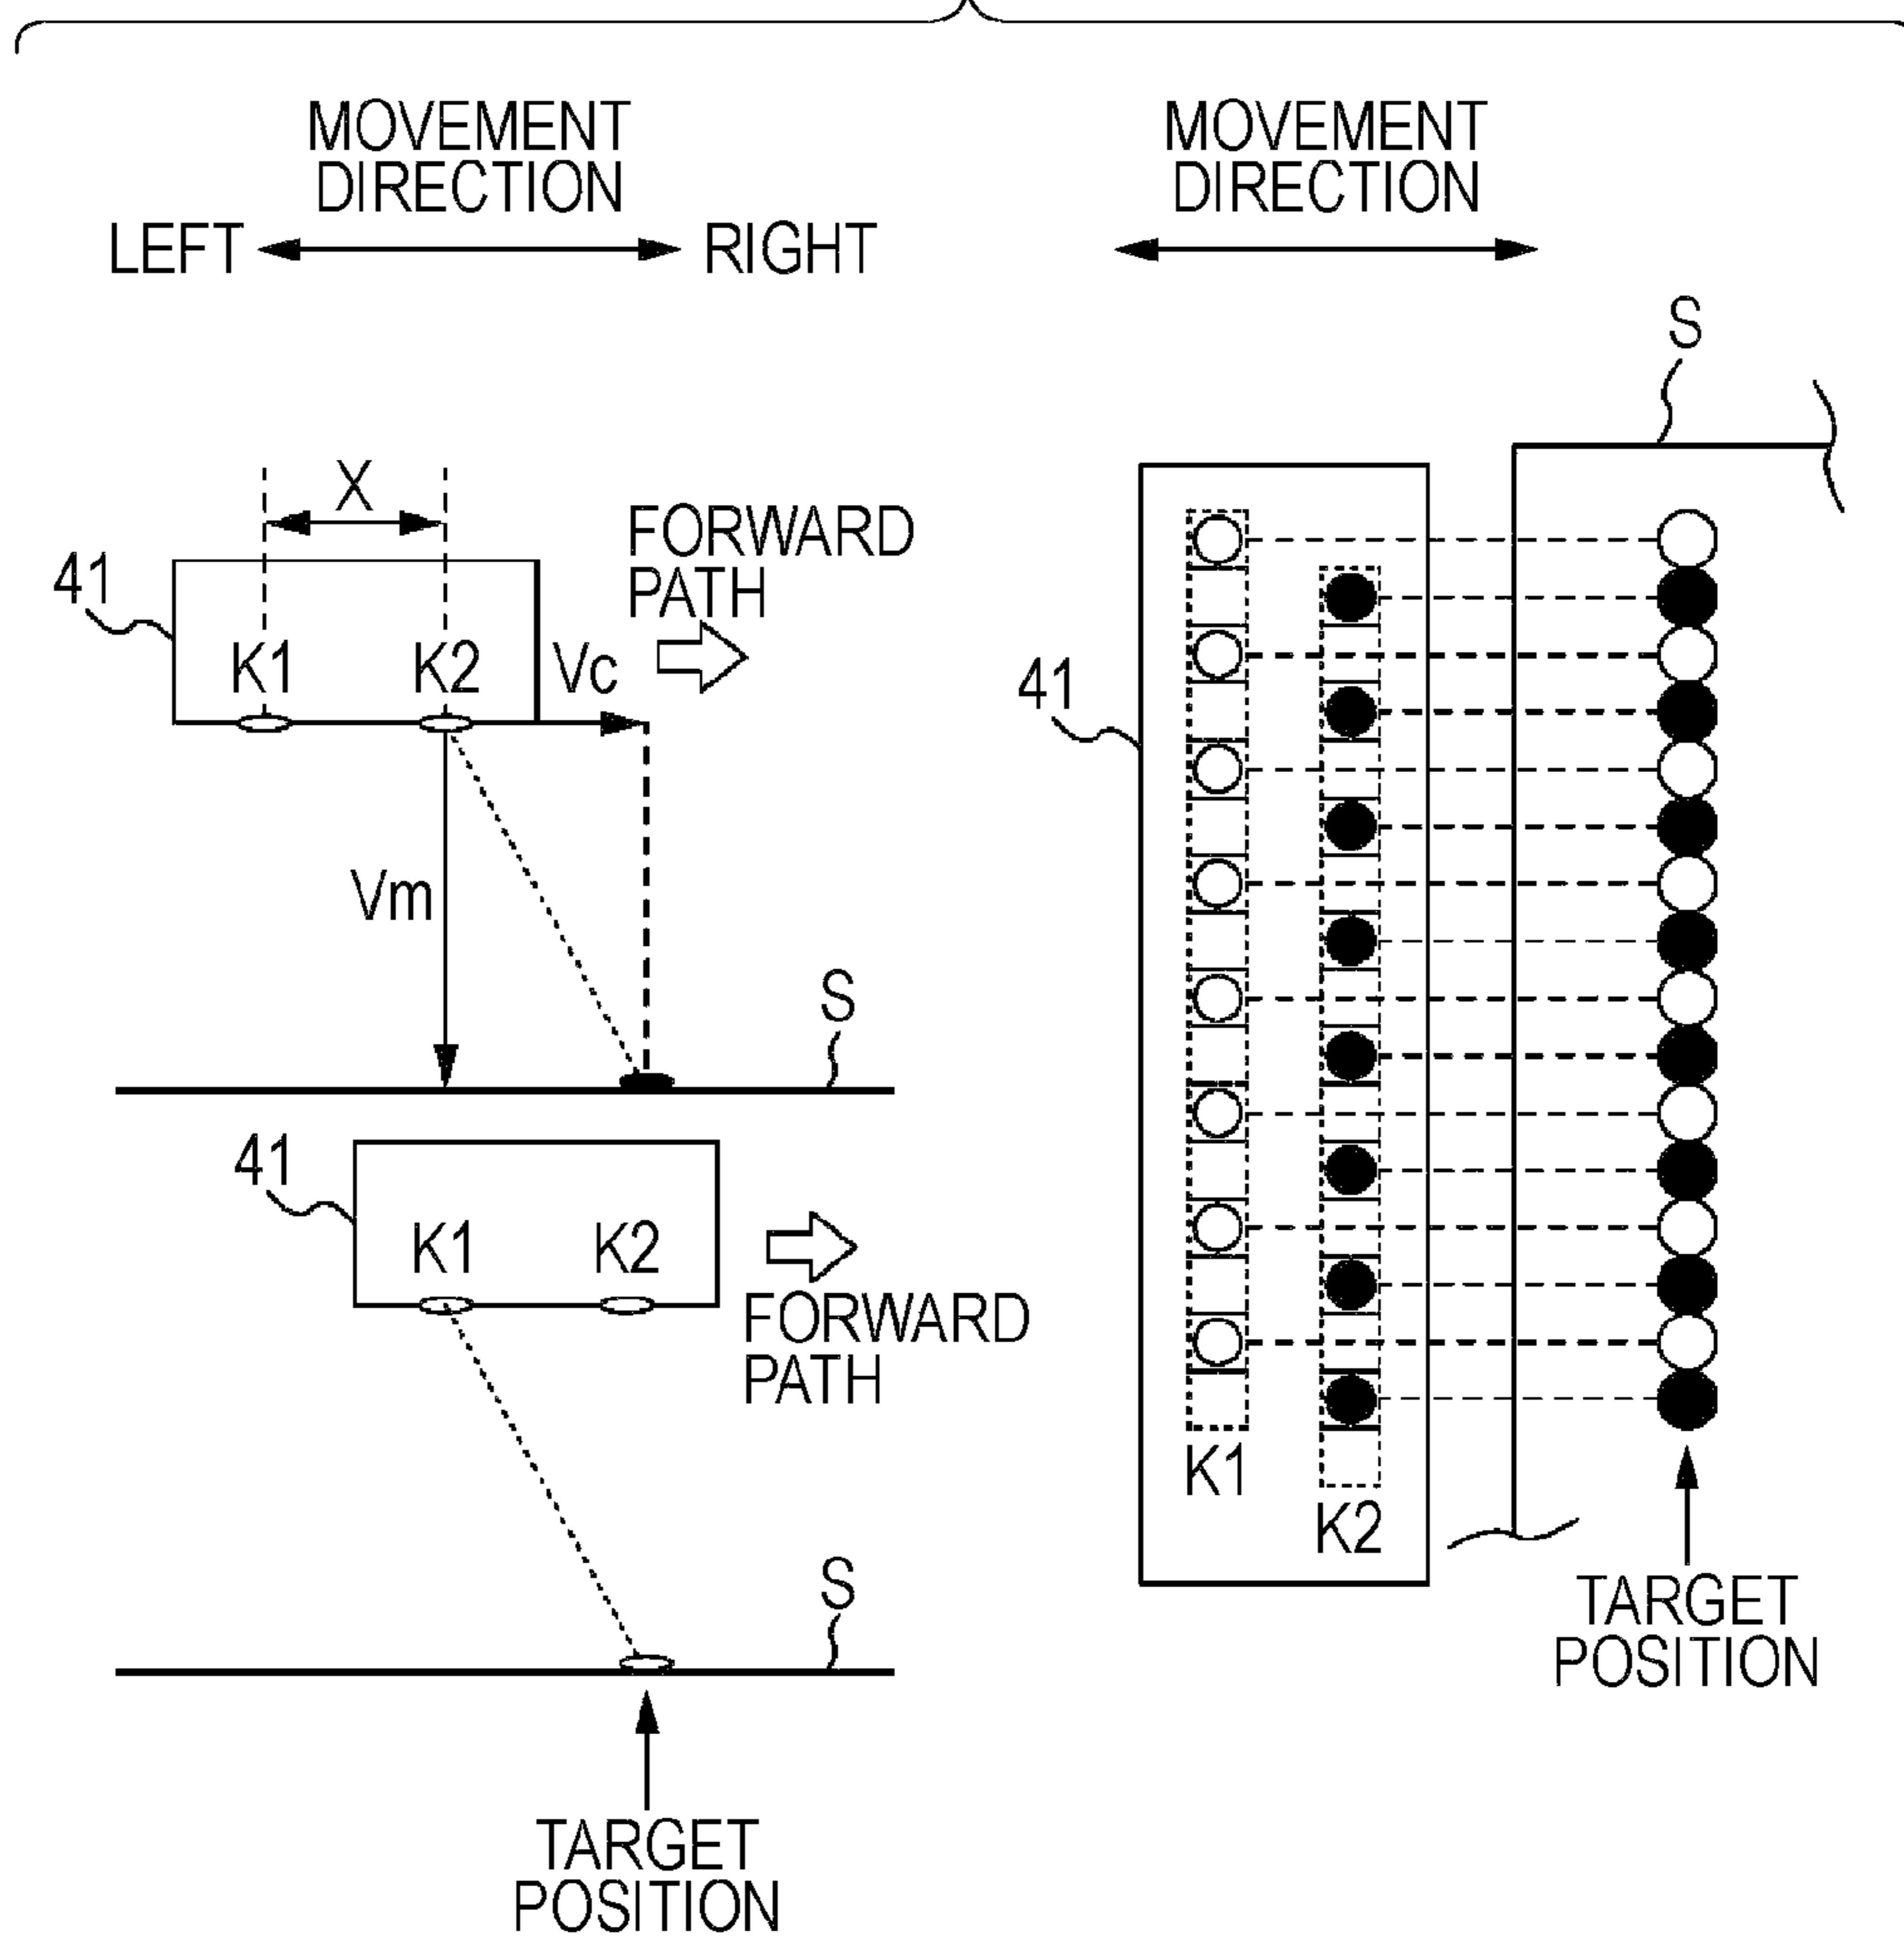 MOVEMENT
DIRECTION
LEFT
RIGHT
X
41
K1
K2
Vc
FORWARD
PATH
Vm
S
41
K1
K2
FORWARD
PATH
S
TARGET
POSITION
MOVEMENT
DIRECTION
S
41
K1
K2
TARGET
POSITION